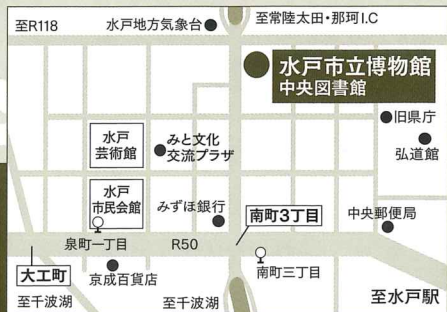 至R118
水戸地方気象台
至常陸太田・那珂I.C
水戸市立博物館
中央図書館
旧県庁
弘道館
水戸
芸術館
みと文化
交流プラザ
水戸
市民会館
みずほ銀行
南町3丁目
中央郵便局
泉町一丁目
R50
大工町
京成百貨店
南町三丁目
至千波湖
至千波湖
至水戸駅